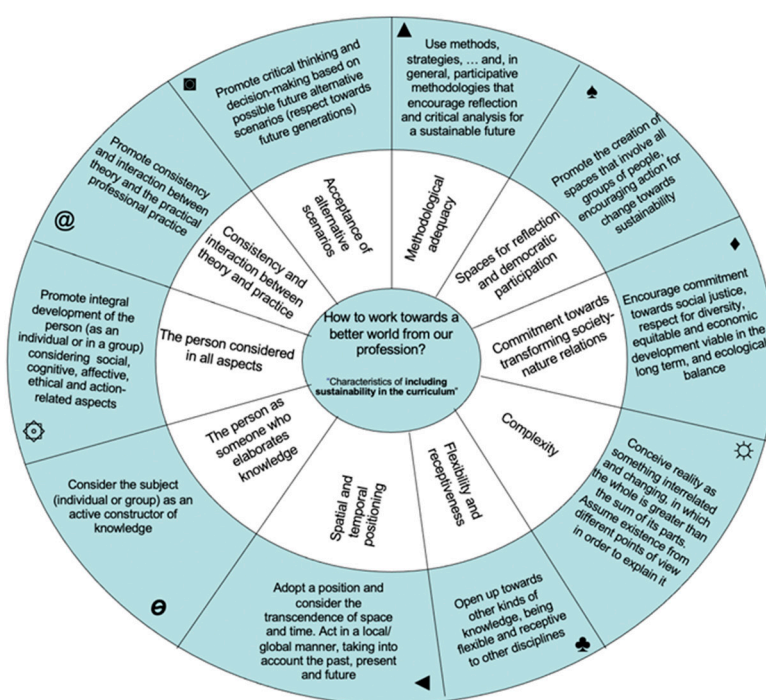 How to work towards a
better world from our
profession?
"Characteristics of including
sustainability in the curriculum"
Methodological
adequacy
Spaces for reflection
and democratic
participation
Commitment towards
transforming society-
nature relations
Complexity
Flexibility and
receptiveness
Spatial and
temporal
positioning
The person as
someone who
elaborates
knowledge
The person considered
in all aspects
Consistency and
interaction between
theory and practice
Acceptance of
alternative
scenarios
Use methods,
strategies, … and, in
general, participative
methodologies that
encourage reflection
and critical analysis for
a sustainable future
Promote the creation of
spaces that involve all
groups of people,
encouraging action for
change towards
sustainability
Encourage commitment
towards social justice,
respect for diversity,
equitable and economic
development viable in the
long term, and ecological
balance
Conceive reality as
something interrelated
and changing, in which
the whole is greater than
the sum of its parts.
Assume existence from
different points of view
in order to explain it
Open up towards
other kinds of
knowledge, being
flexible and receptive
to other disciplines
Adopt a position and
consider the
transcendence of space
and time. Act in a local/
global manner, taking into
account the past, present
and future
Consider the subject
(individual or group) as an
active constructor of
knowledge
ɵ
Promote integral
development of the
person (as an
individual or in a group)
considering social,
cognitive, affective,
ethical and action-
related aspects
Promote consistency
and interaction between
theory and the practical
professional practice
@
Promote critical thinking and
decision-making based on
possible future alternative
scenarios (respect towards
future generations)